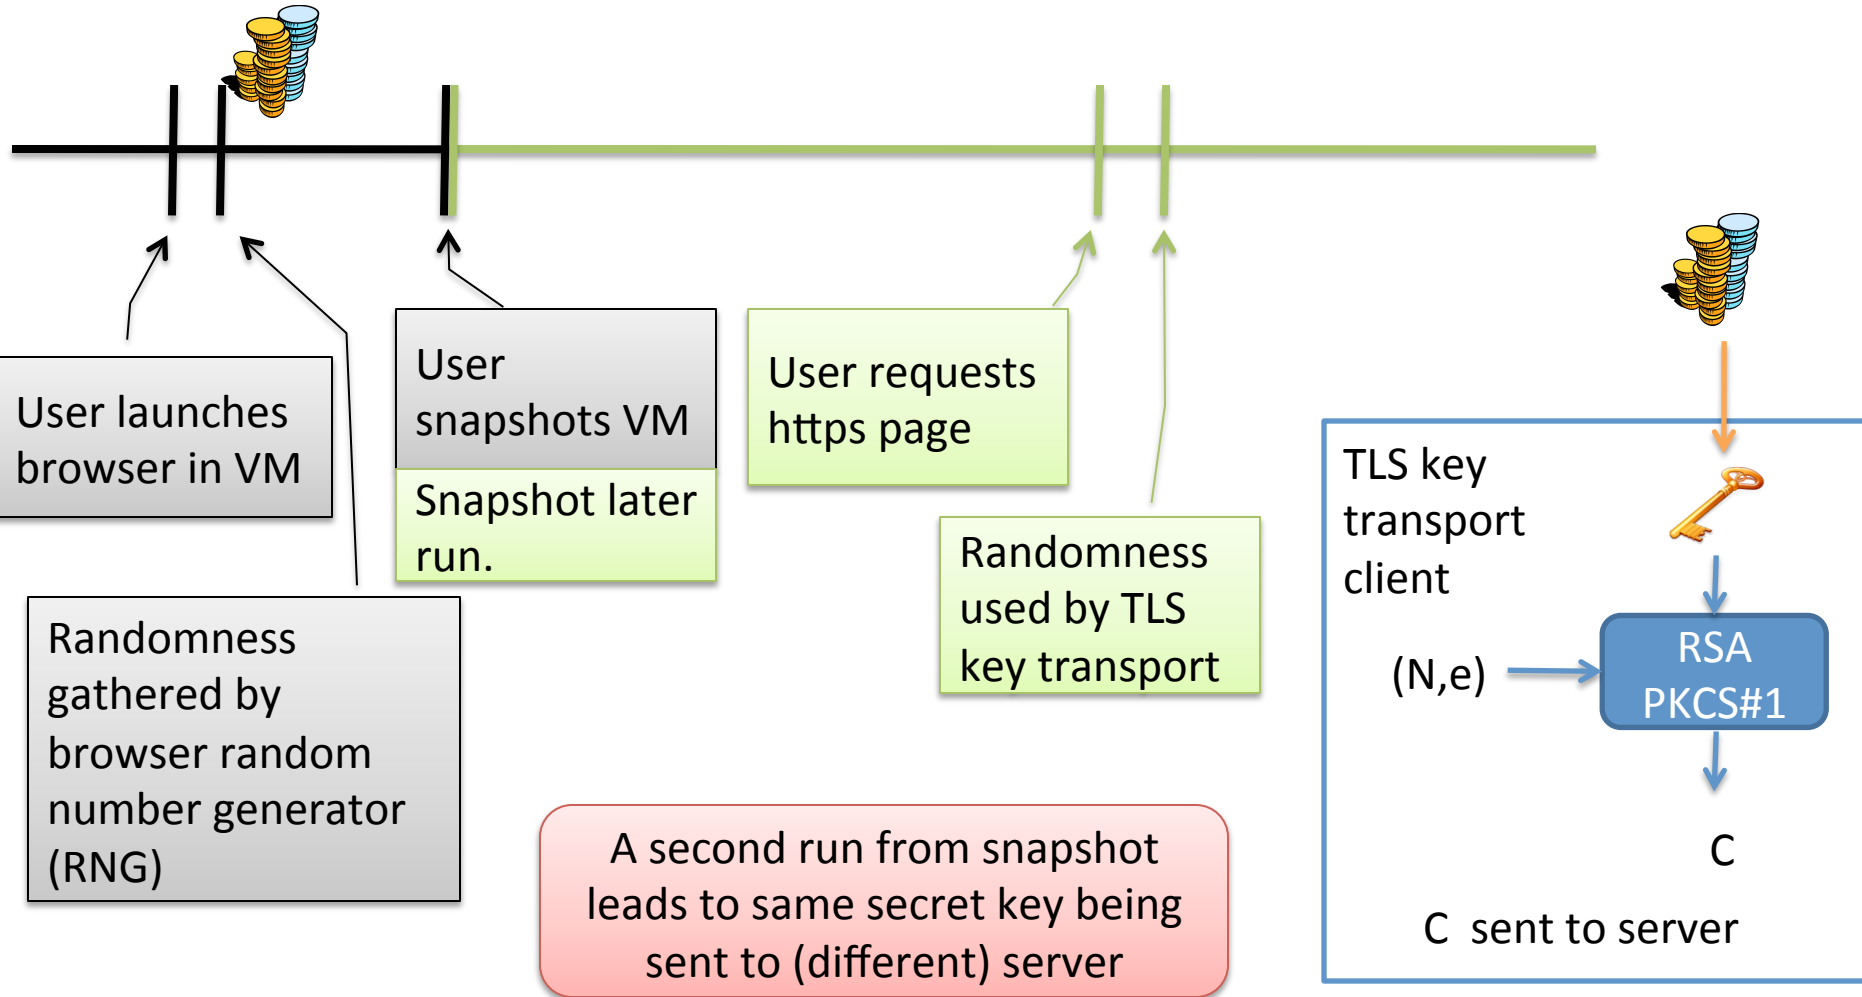 User launches
browser in VM
Randomness
gathered by
browser random
number generator
(RNG)
User
snapshots VM
Snapshot later
run.
User requests
https page
Randomness
used by TLS
key transport
A second run from snapshot
leads to same secret key being
sent to (different) server
TLS key
transport
client
(N,e)
RSA
PKCS#1
C
C sent to server